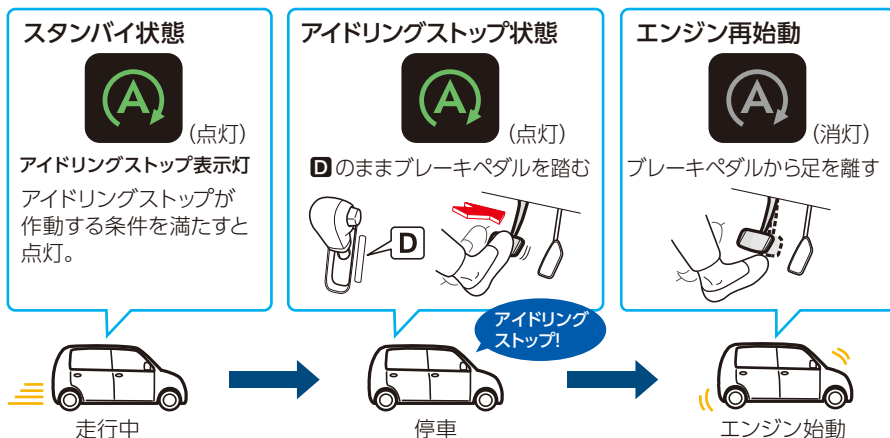 スタンバイ状態
A
(点灯)
アイドリングストップ表示灯
アイドリングストップが
作動する条件を満たすと
点灯。
走行中
アイドリングストップ状態
A
(点灯)
Dのままブレーキペダルを踏む
D
アイドリング
ストップ!
停車
エンジン再始動
A
(消灯)
ブレーキペダルから足を離す
エンジン始動